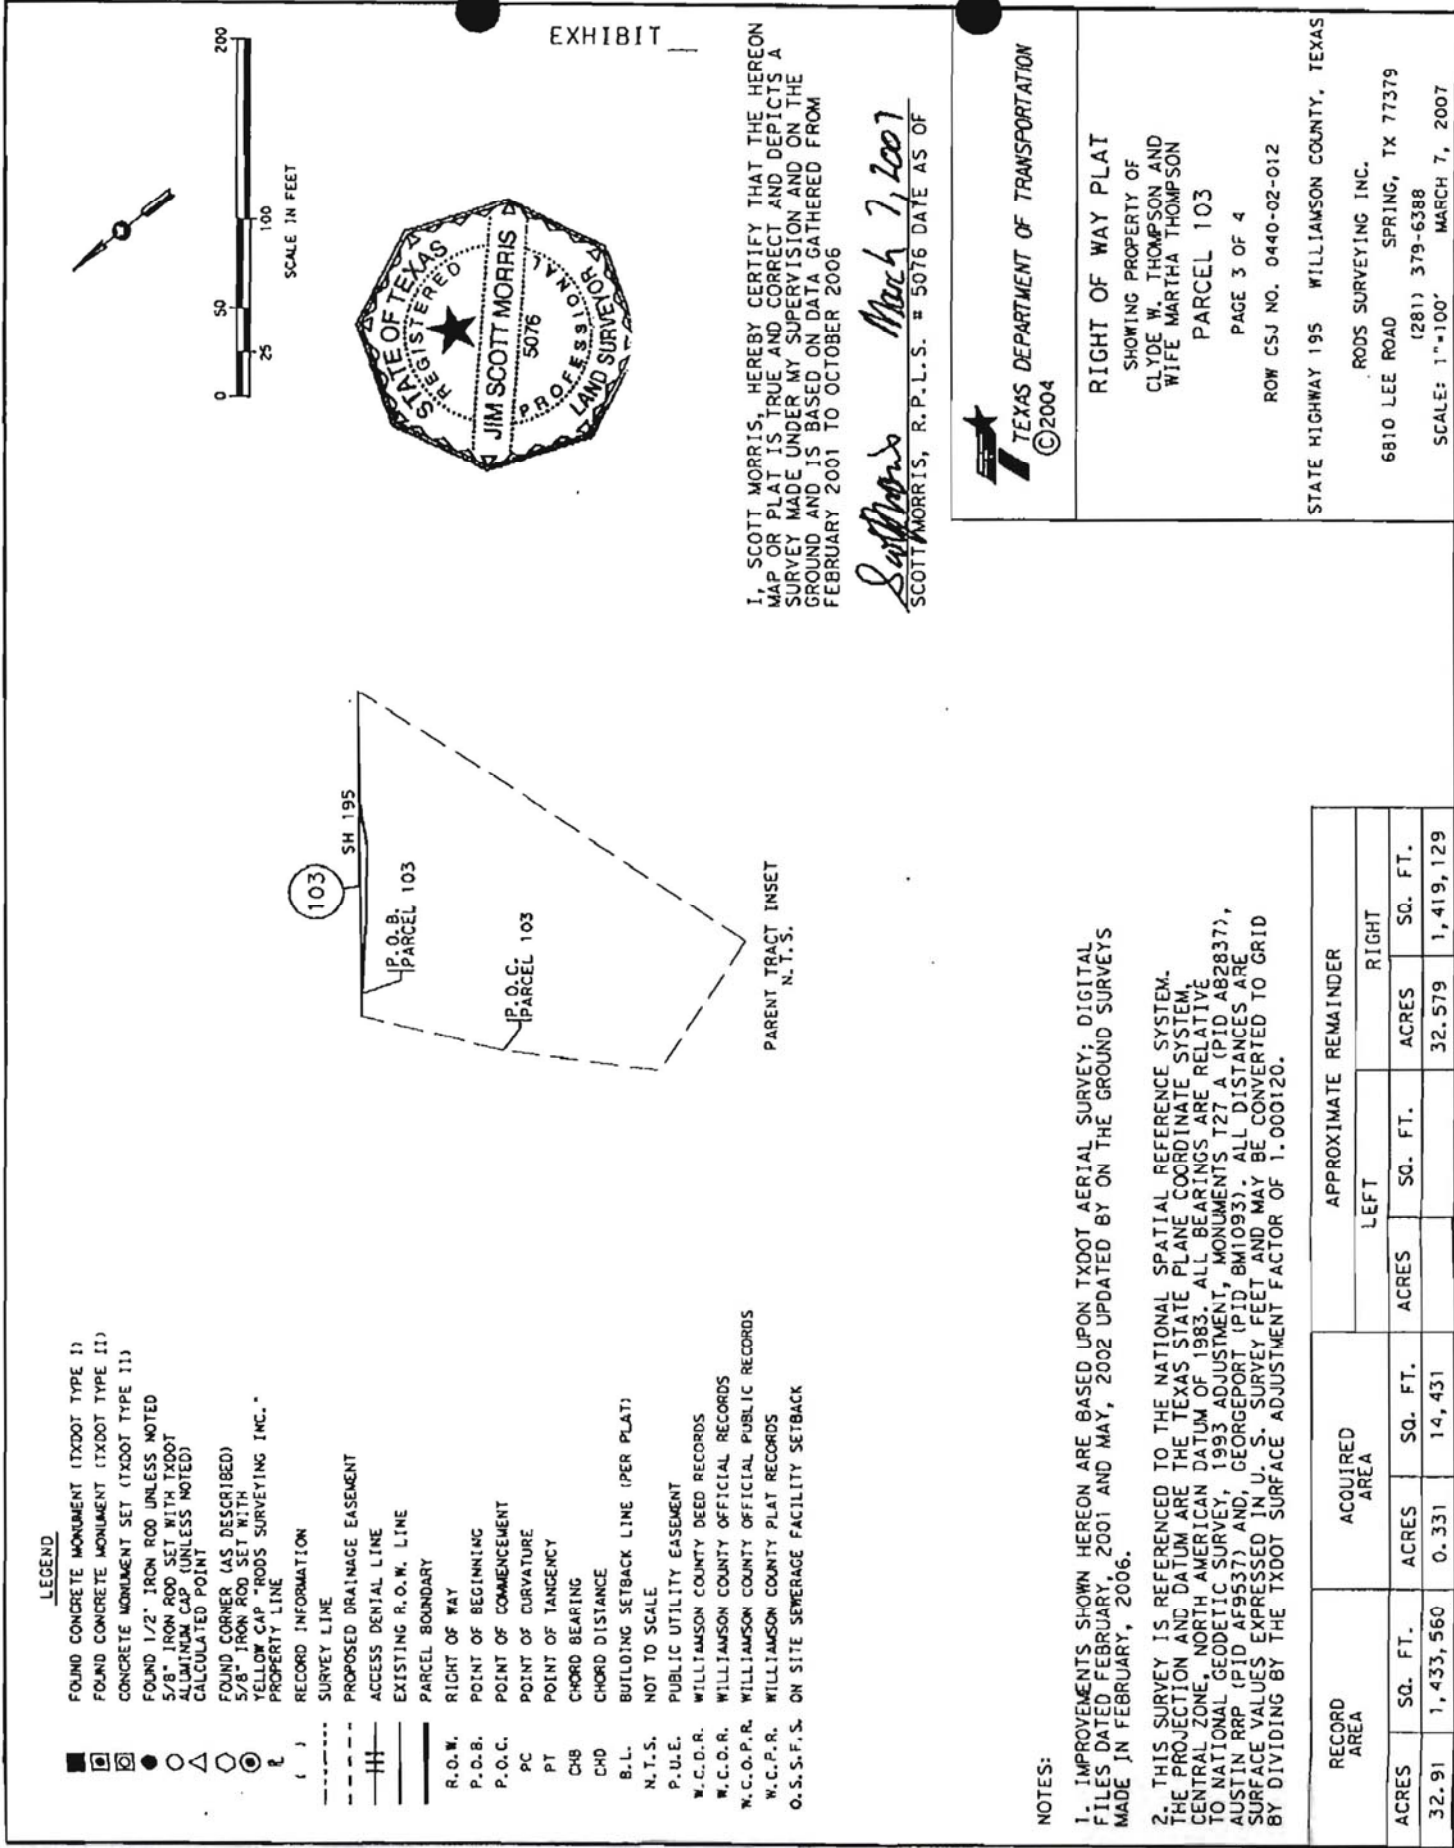 LEGEND
FOUND CONCRETE MONUMENT (TXDOT TYPE I)
FOUND CONCRETE MONUMENT (TXDOT TYPE II)
CONCRETE MONUMENT SET (TXDOT TYPE II)
FOUND 1/2" IRON ROD UNLESS NOTED
5/8" IRON ROD SET WITH TXDOT
ALUMINUM CAP (UNLESS NOTED)
CALCULATED POINT
FOUND CORNER (AS DESCRIBED)
5/8" IRON ROD SET WITH
YELLOW CAP "RODS SURVEYING INC."
PROPERTY LINE
( ) RECORD INFORMATION
SURVEY LINE
PROPOSED DRAINAGE EASEMENT
ACCESS DENIAL LINE
EXISTING R.O.W. LINE
PARCEL BOUNDARY
R.O.W. RIGHT OF WAY
P.O.B. POINT OF BEGINNING
P.O.C. POINT OF COMMENCEMENT
PC POINT OF CURVATURE
PT POINT OF TANGENCY
CHB CHORD BEARING
CHD CHORD DISTANCE
B.L. BUILDING SETBACK LINE (PER PLAT)
N.T.S. NOT TO SCALE
P.U.E. PUBLIC UTILITY EASEMENT
W.C.D.R. WILLIAMSON COUNTY DEED RECORDS
W.C.O.R. WILLIAMSON COUNTY OFFICIAL RECORDS
W.C.O.P.R. WILLIAMSON COUNTY OFFICIAL PUBLIC RECORDS
W.C.P.R. WILLIAMSON COUNTY PLAT RECORDS
O.S.S.F.S. ON SITE SEWERAGE FACILITY SETBACK
103
SH 195
P.O.B.
PARCEL 103
P.O.C.
PARCEL 103
PARENT TRACT INSET
N.T.S.
0 25 50 100 200
SCALE IN FEET
STATE OF TEXAS
REGISTERED
JIM SCOTT MORRIS
5076
PROFESSIONAL
LAND SURVEYOR
EXHIBIT __
I, SCOTT MORRIS, HEREBY CERTIFY THAT THE HEREON
MAP OR PLAT IS TRUE AND CORRECT AND DEPICTS A
SURVEY MADE UNDER MY SUPERVISION AND ON THE
GROUND AND IS BASED ON DATA GATHERED FROM
FEBRUARY 2001 TO OCTOBER 2006
Scott Morris March 7, 2007
SCOTT MORRIS, R.P.L.S. # 5076 DATE AS OF
NOTES:
1. IMPROVEMENTS SHOWN HEREON ARE BASED UPON TXDOT AERIAL SURVEY; DIGITAL
FILES DATED FEBRUARY, 2001 AND MAY, 2002 UPDATED BY ON THE GROUND SURVEYS
MADE IN FEBRUARY, 2006.
2. THIS SURVEY IS REFERENCED TO THE NATIONAL SPATIAL REFERENCE SYSTEM.
THE PROJECTION AND DATUM ARE THE TEXAS STATE PLANE COORDINATE SYSTEM,
CENTRAL ZONE, NORTH AMERICAN DATUM OF 1983. ALL BEARINGS ARE RELATIVE
TO NATIONAL GEODETIC SURVEY, 1993 ADJUSTMENT, MONUMENTS T27 A (PID AB2837),
AUSTIN RRP (PID AF9537) AND, GEORGEPORT (PID BM1093). ALL DISTANCES ARE
SURFACE VALUES EXPRESSED IN U. S. SURVEY FEET AND MAY BE CONVERTED TO GRID
BY DIVIDING BY THE TXDOT SURFACE ADJUSTMENT FACTOR OF 1.000120.
RECORD AREA ACQUIRED AREA APPROXIMATE REMAINDER
LEFT RIGHT
ACRES SQ. FT. ACRES SQ. FT. ACRES SQ. FT. ACRES SQ. FT.
32.91 1,433,560 0.331 14,431 32.579 1,419,129
TEXAS DEPARTMENT OF TRANSPORTATION
©2004
RIGHT OF WAY PLAT
SHOWING PROPERTY OF
CLYDE W. THOMPSON AND
WIFE MARTHA THOMPSON
PARCEL 103
PAGE 3 OF 4
ROW CSJ NO. 0440-02-012
STATE HIGHWAY 195 WILLIAMSON COUNTY, TEXAS
RODS SURVEYING INC.
6810 LEE ROAD SPRING, TX 77379
(281) 379-6388
SCALE: 1"=100' MARCH 7, 2007